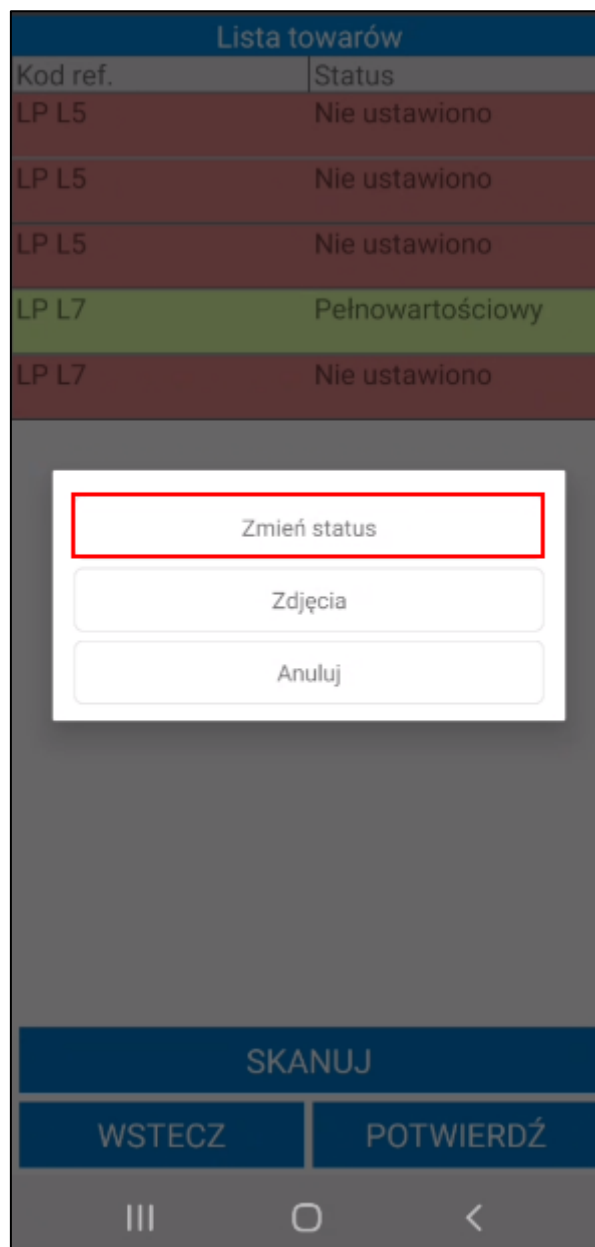 Lista towarów
Kod ref. Status
LP L5 Nie ustawiono
LP L5 Nie ustawiono
LP L5 Nie ustawiono
LP L7 Pełnowartościowy
LP L7 Nie ustawiono
Zmień status
Zdjęcia
Anuluj
SKANUJ
WSTECZ POTWIERDŹ